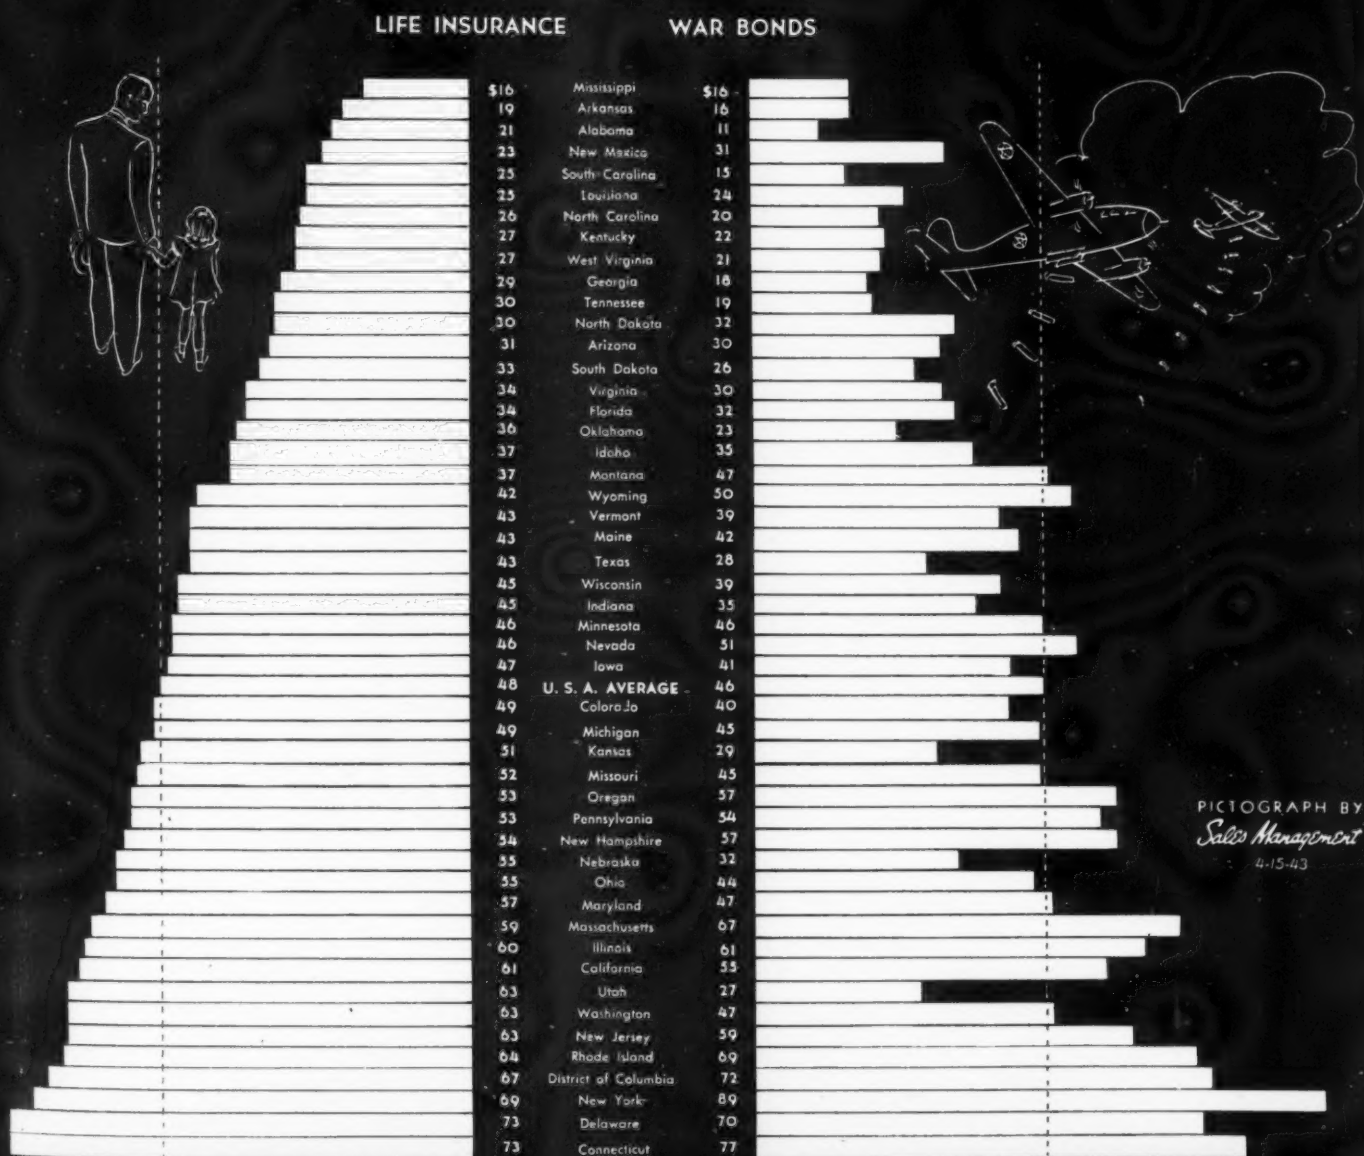 LIFE INSURANCE WAR BONDS
$16 Mississippi $16
19 Arkansas 16
21 Alabama 11
23 New Mexico 31
25 South Carolina 15
25 Louisiana 24
26 North Carolina 20
27 Kentucky 22
27 West Virginia 21
29 Georgia 18
30 Tennessee 19
30 North Dakota 32
31 Arizona 30
33 South Dakota 26
34 Virginia 30
34 Florida 32
36 Oklahoma 23
37 Idaho 35
37 Montana 47
42 Wyoming 50
43 Vermont 39
43 Maine 42
43 Texas 28
45 Wisconsin 39
45 Indiana 35
46 Minnesota 46
46 Nevada 51
47 Iowa 41
48 U. S. A. AVERAGE 46
49 Colorado 40
49 Michigan 45
51 Kansas 29
52 Missouri 45
53 Oregon 57
53 Pennsylvania 54
54 New Hampshire 57
55 Nebraska 32
55 Ohio 44
57 Maryland 47
59 Massachusetts 67
60 Illinois 61
61 California 55
63 Utah 27
63 Washington 47
63 New Jersey 59
64 Rhode Island 69
67 District of Columbia 72
69 New York 89
73 Delaware 70
73 Connecticut 77
PICTOGRAPH BY
Sales Management
4-15-43